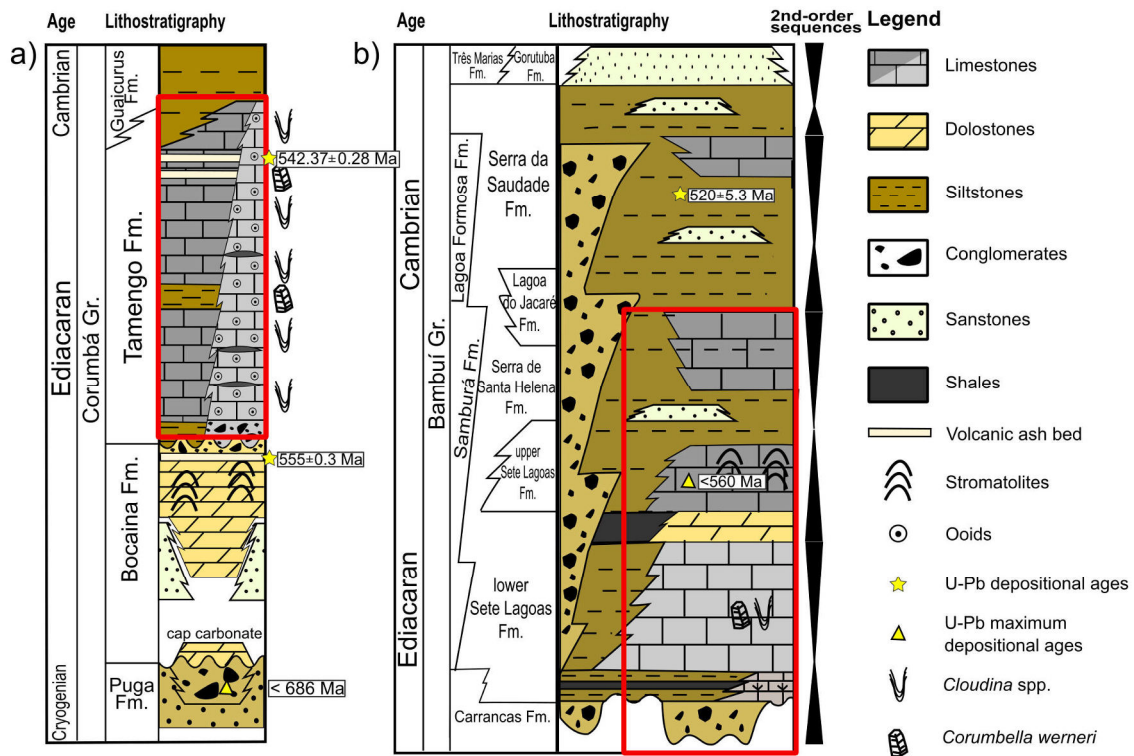 Age
Lithostratigraphy
a)
Cambrian
Ediacaran
Cryogenian
Corumbá Gr.
Guaicurus
Fm.
Tamengo Fm.
Bocaina Fm.
Puga
Fm.
542.37±0.28 Ma
555±0.3 Ma
cap carbonate
< 686 Ma
Age
Lithostratigraphy
2nd-order
sequences
b)
Cambrian
Ediacaran
Bambuí Gr.
Três Marias
Fm.
Gorutuba
Fm.
Lagoa Formosa Fm.
Serra da
Saudade
Fm.
Lagoa
do Jacaré
Fm.
Samburá Fm.
Serra de
Santa Helena
Fm.
upper
Sete Lagoas
Fm.
lower
Sete Lagoas
Fm.
Carrancas Fm.
520±5.3 Ma
<560 Ma
Legend
Limestones
Dolostones
Siltstones
Conglomerates
Sanstones
Shales
Volcanic ash bed
Stromatolites
Ooids
U-Pb depositional ages
U-Pb maximum
depositional ages
Cloudina spp.
Corumbella werneri